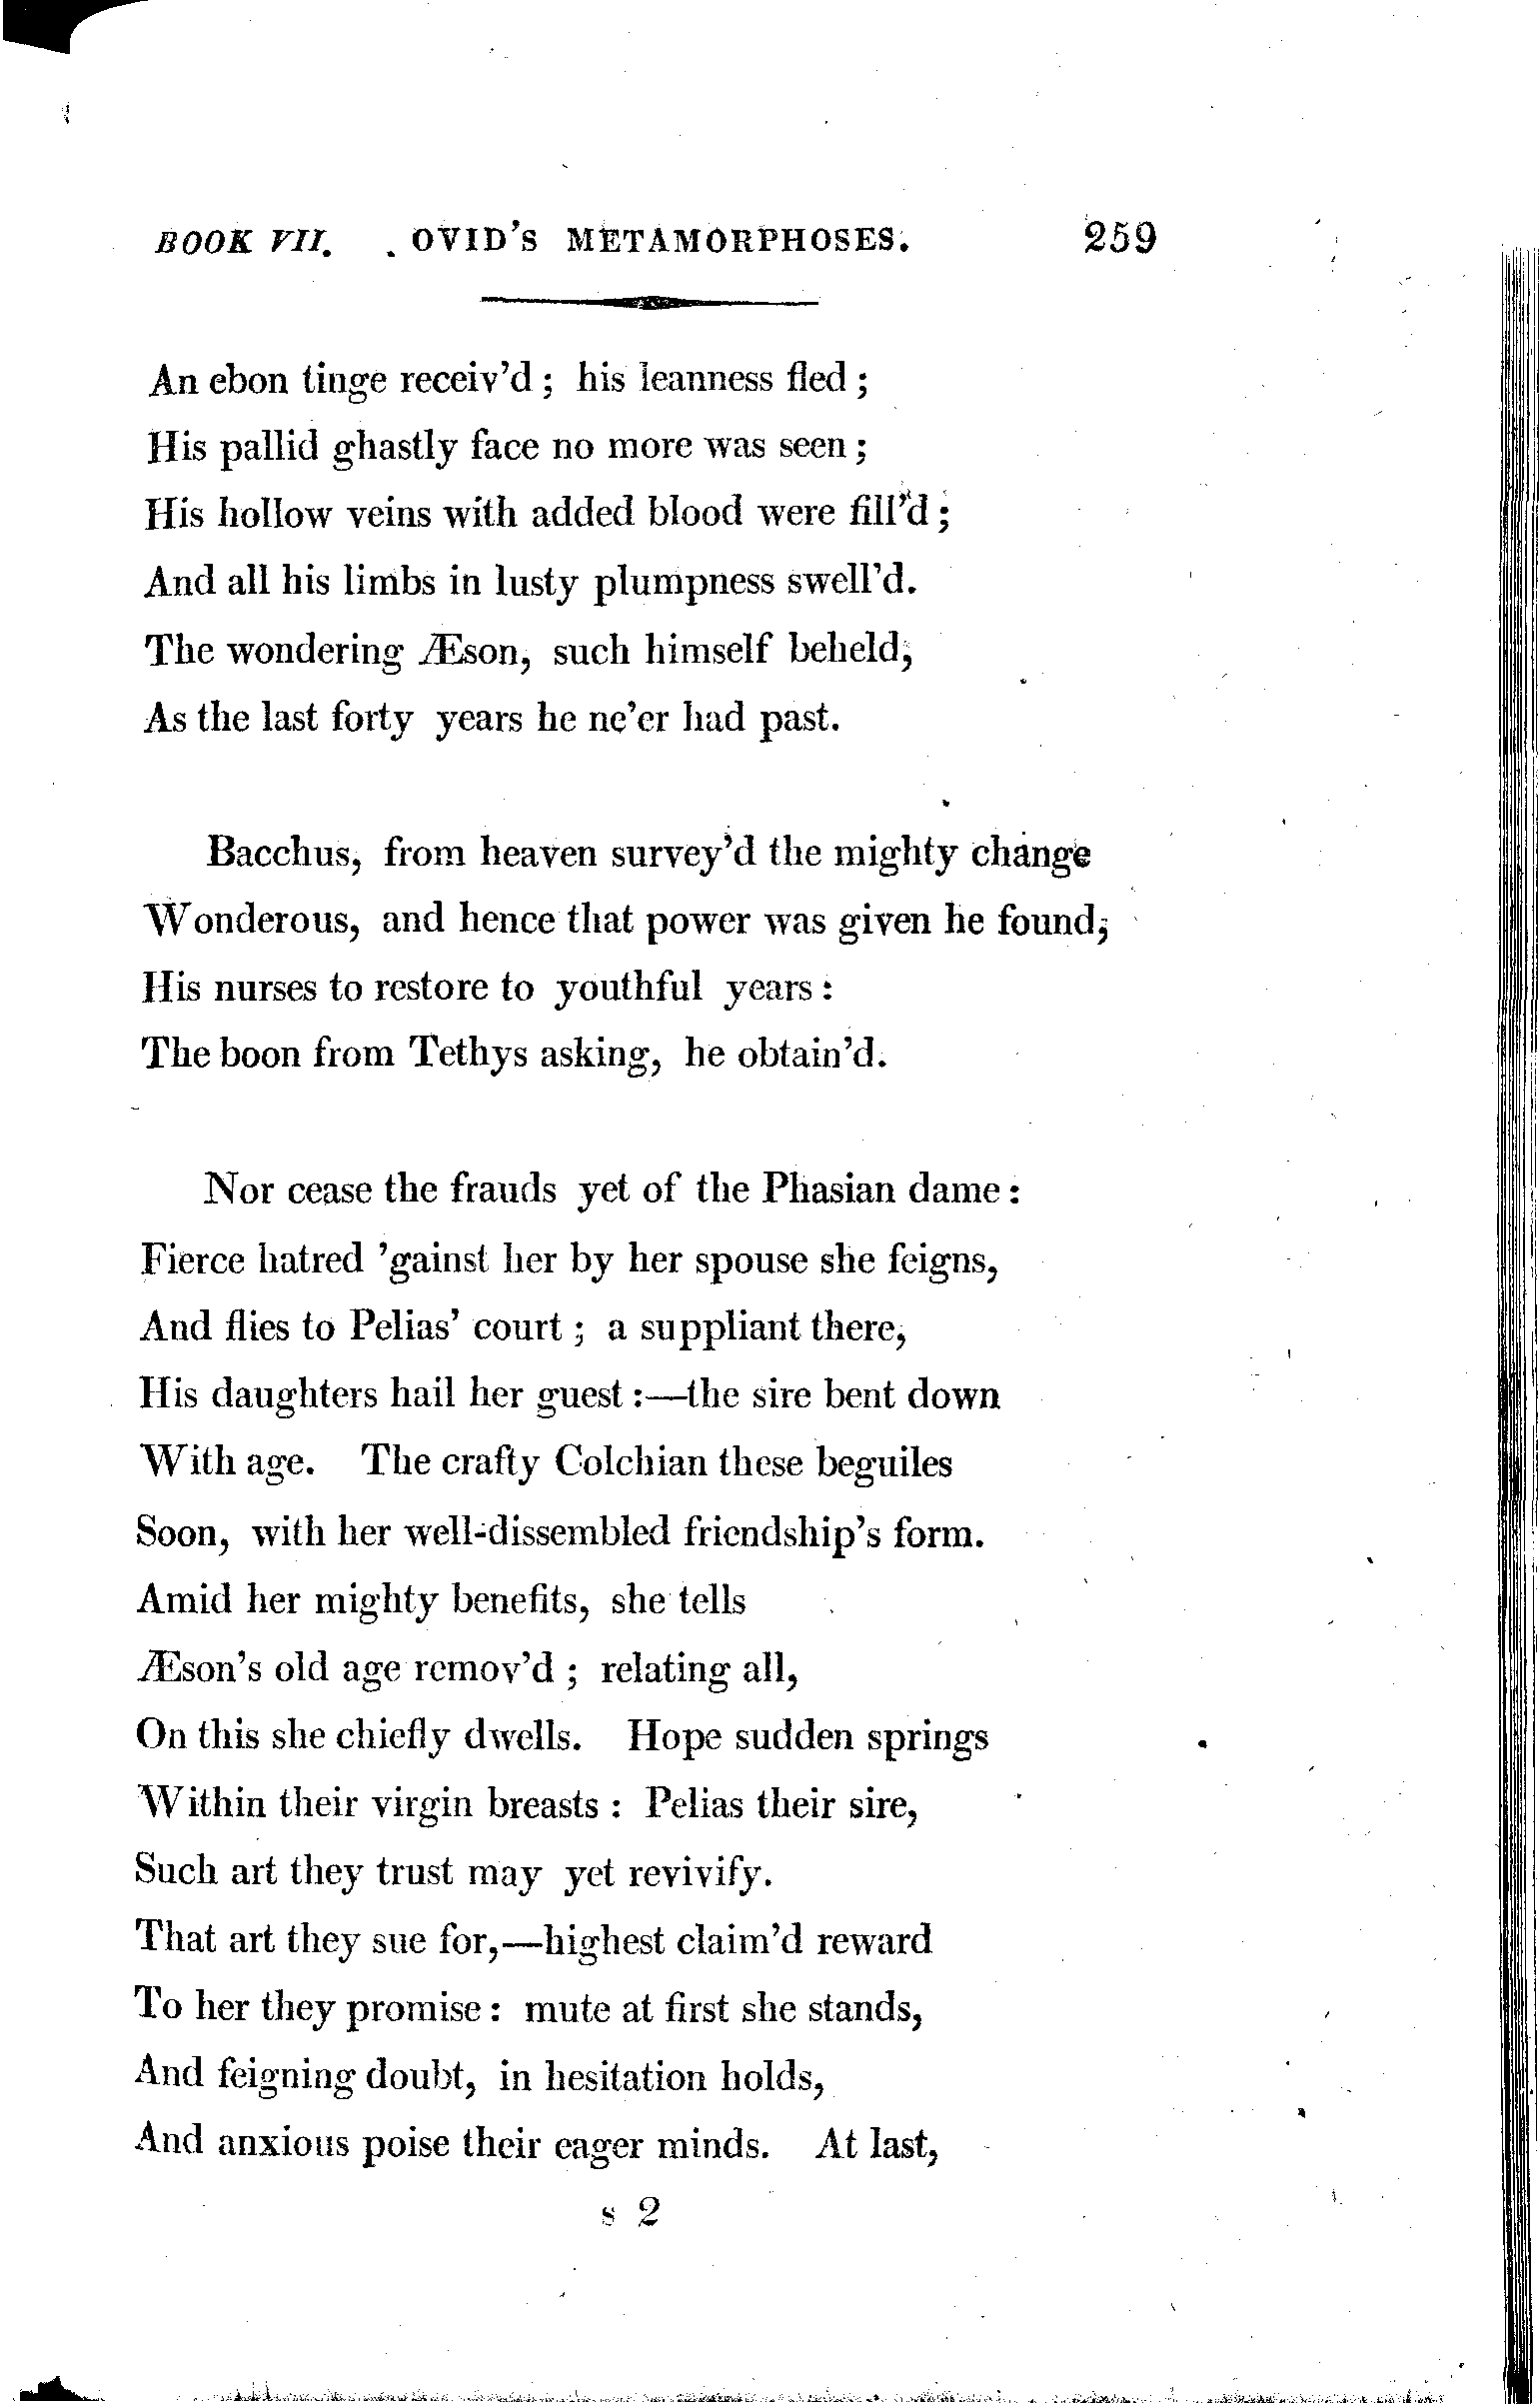 BOOK VII. OVID'S METAMORPHOSES. 259
An ebon tinge receiv'd; his leanness fled;
His pallid ghastly face no more was seen;
His hollow veins with added blood were fill'd;
And all his limbs in lusty plumpness swell'd.
The wondering Æson, such himself beheld,
As the last forty years he ne'er had past.
Bacchus, from heaven survey'd the mighty change
Wonderous, and hence that power was given he found,
His nurses to restore to youthful years:
The boon from Tethys asking, he obtain'd.
Nor cease the frauds yet of the Phasian dame:
Fierce hatred 'gainst her by her spouse she feigns,
And flies to Pelias' court; a suppliant there,
His daughters hail her guest:—the sire bent down
With age. The crafty Colchian these beguiles
Soon, with her well-dissembled friendship's form.
Amid her mighty benefits, she tells
Æson's old age remov'd; relating all,
On this she chiefly dwells. Hope sudden springs
Within their virgin breasts: Pelias their sire,
Such art they trust may yet revivify.
That art they sue for,—highest claim'd reward
To her they promise: mute at first she stands,
And feigning doubt, in hesitation holds,
And anxious poise their eager minds. At last,
s 2